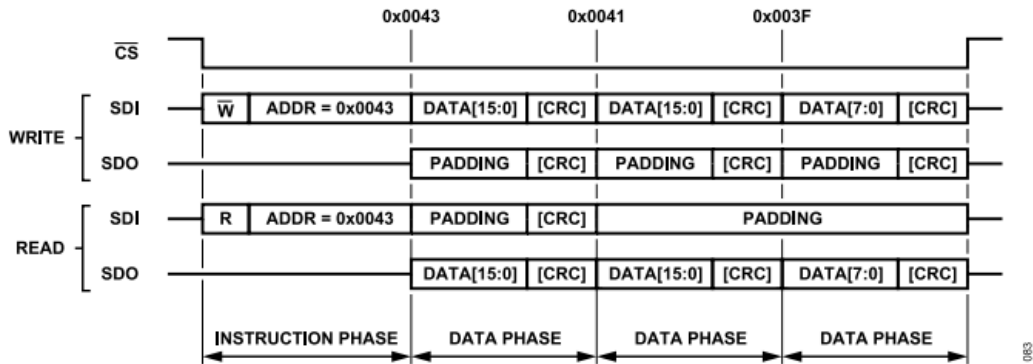 0x0043 0x0041 0x003F
CS
SDI W ADDR = 0x0043 DATA[15:0] [CRC] DATA[15:0] [CRC] DATA[7:0] [CRC]
WRITE
SDO PADDING [CRC] PADDING [CRC] PADDING [CRC]
SDI R ADDR = 0x0043 PADDING [CRC] PADDING
READ
SDO DATA[15:0] [CRC] DATA[15:0] [CRC] DATA[7:0] [CRC]
INSTRUCTION PHASE DATA PHASE DATA PHASE DATA PHASE
083